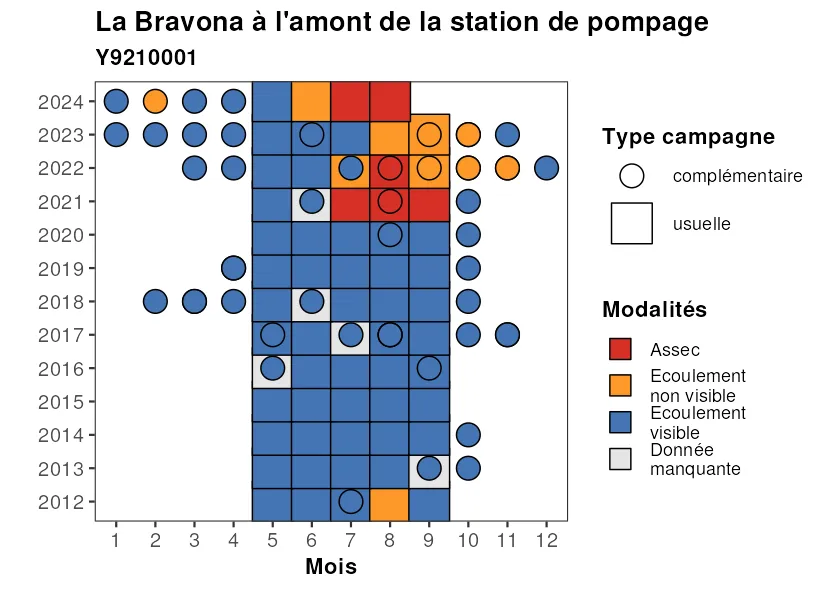 La Bravona à l'amont de la station de pompage
Y9210001
2024
2023
2022
2021
2020
2019
2018
2017
2016
2015
2014
2013
2012
1 2 3 4 5 6 7 8 9 10 11 12
Mois
Type campagne
complémentaire
usuelle
Modalités
Assec
Ecoulement
non visible
Ecoulement
visible
Donnée
manquante